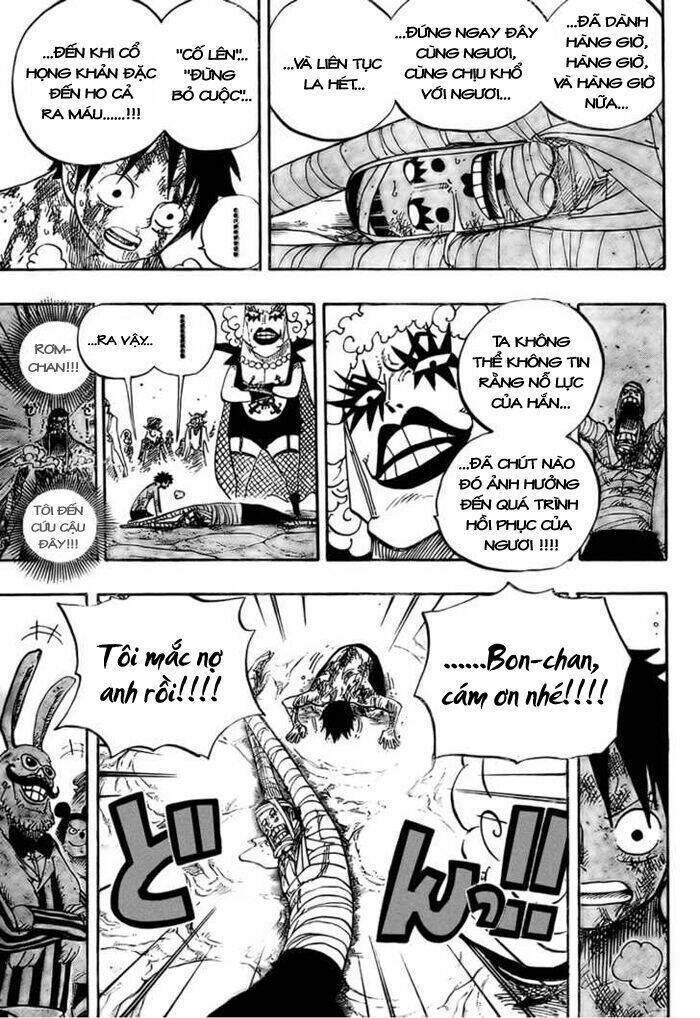 ...ĐÃ DÀNH
HÀNG GIỜ,
HÀNG GIỜ,
VÀ HÀNG GIỜ
NỮA...
...ĐỨNG NGAY ĐÂY
CÙNG NGƯƠI,
CÙNG CHỊU KHỔ
VỚI NGƯƠI...
...VÀ LIÊN TỤC
LA HÉT...
"CỐ LÊN"...
"ĐỪNG
BỎ CUỘC"...
...ĐẾN KHI CỔ
HỌNG KHẢN ĐẶC
ĐẾN HO CẢ
RA MÁU......!!!
TA KHÔNG
THỂ KHÔNG TIN
RẰNG NỖ LỰC
CỦA HẮN...
...ĐÃ CHÚT NÀO
ĐÓ ẢNH HƯỞNG
ĐẾN QUÁ TRÌNH
HỒI PHỤC CỦA
NGƯƠI !!!!
...RA VẬY..
RƠM-
CHAN!!!
TÔI ĐẾN
CỨU CẬU
ĐÂY!!!
......Bon-chan,
cám ơn nhé!!!!
Tôi mắc nợ
anh rồi!!!!
どんっ!!